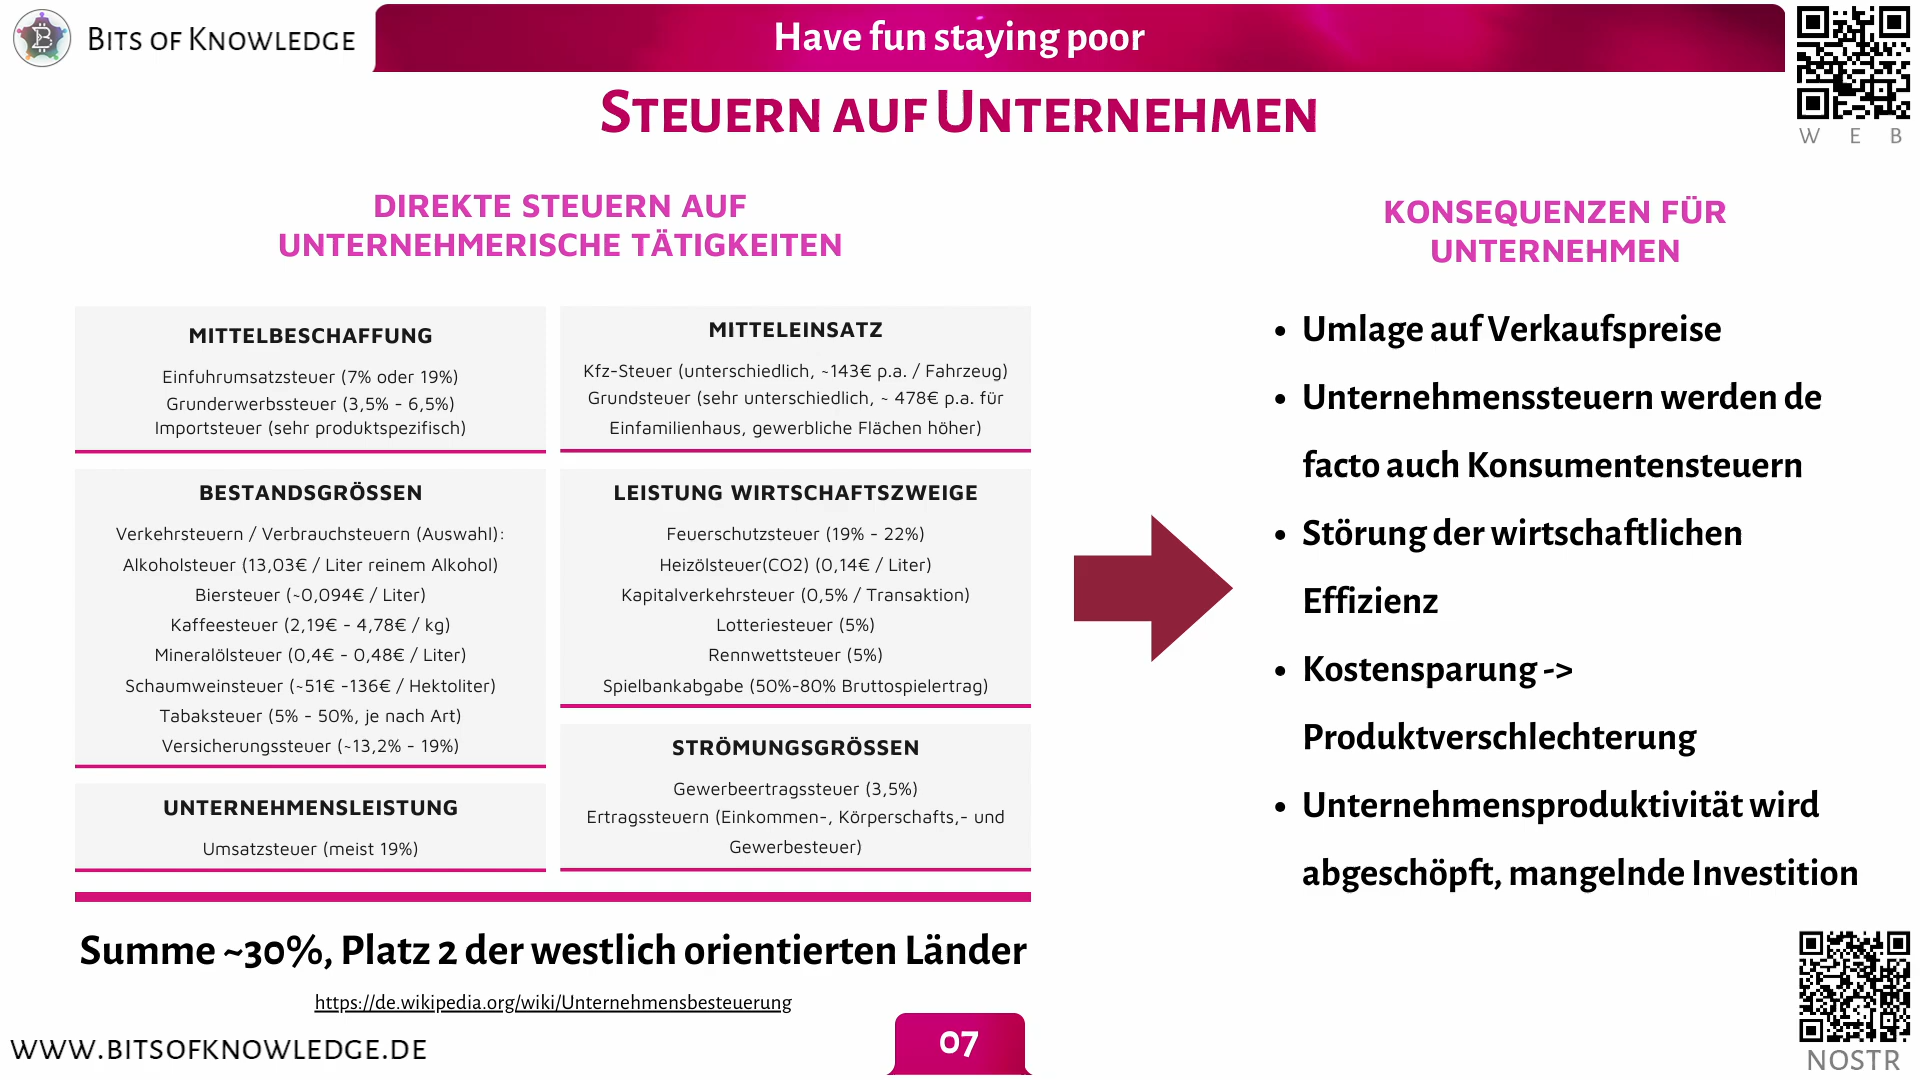 BITS OF KNOWLEDGE
Have fun staying poor
W E B
STEUERN AUF UNTERNEHMEN
DIREKTE STEUERN AUF
UNTERNEHMERISCHE TÄTIGKEITEN
MITTELBESCHAFFUNG
Einfuhrumsatzsteuer (7% oder 19%)
Grunderwerbssteuer (3,5% - 6,5%)
Importsteuer (sehr produktspezifisch)
MITTELEINSATZ
Kfz-Steuer (unterschiedlich, ~143€ p.a. / Fahrzeug)
Grundsteuer (sehr unterschiedlich, ~ 478€ p.a. für
Einfamilienhaus, gewerbliche Flächen höher)
BESTANDSGRÖSSEN
Verkehrsteuern / Verbrauchsteuern (Auswahl):
Alkoholsteuer (13,03€ / Liter reinem Alkohol)
Biersteuer (~0,094€ / Liter)
Kaffeesteuer (2,19€ - 4,78€ / kg)
Mineralölsteuer (0,4€ - 0,48€ / Liter)
Schaumweinsteuer (~51€ -136€ / Hektoliter)
Tabaksteuer (5% - 50%, je nach Art)
Versicherungssteuer (~13,2% - 19%)
LEISTUNG WIRTSCHAFTSZWEIGE
Feuerschutzsteuer (19% - 22%)
Heizölsteuer(CO2) (0,14€ / Liter)
Kapitalverkehrsteuer (0,5% / Transaktion)
Lotteriesteuer (5%)
Rennwettsteuer (5%)
Spielbankabgabe (50%-80% Bruttospielertrag)
UNTERNEHMENSLEISTUNG
Umsatzsteuer (meist 19%)
STRÖMUNGSGRÖSSEN
Gewerbeertragssteuer (3,5%)
Ertragssteuern (Einkommen-, Körperschafts,- und
Gewerbesteuer)
Summe ~30%, Platz 2 der westlich orientierten Länder
https://de.wikipedia.org/wiki/Unternehmensbesteuerung
KONSEQUENZEN FÜR
UNTERNEHMEN
• Umlage auf Verkaufspreise
• Unternehmenssteuern werden de
facto auch Konsumentensteuern
• Störung der wirtschaftlichen
Effizienz
• Kostensparung ->
Produktverschlechterung
• Unternehmensproduktivität wird
abgeschöpft, mangelnde Investition
WWW.BITSOFKNOWLEDGE.DE
07
NOSTR